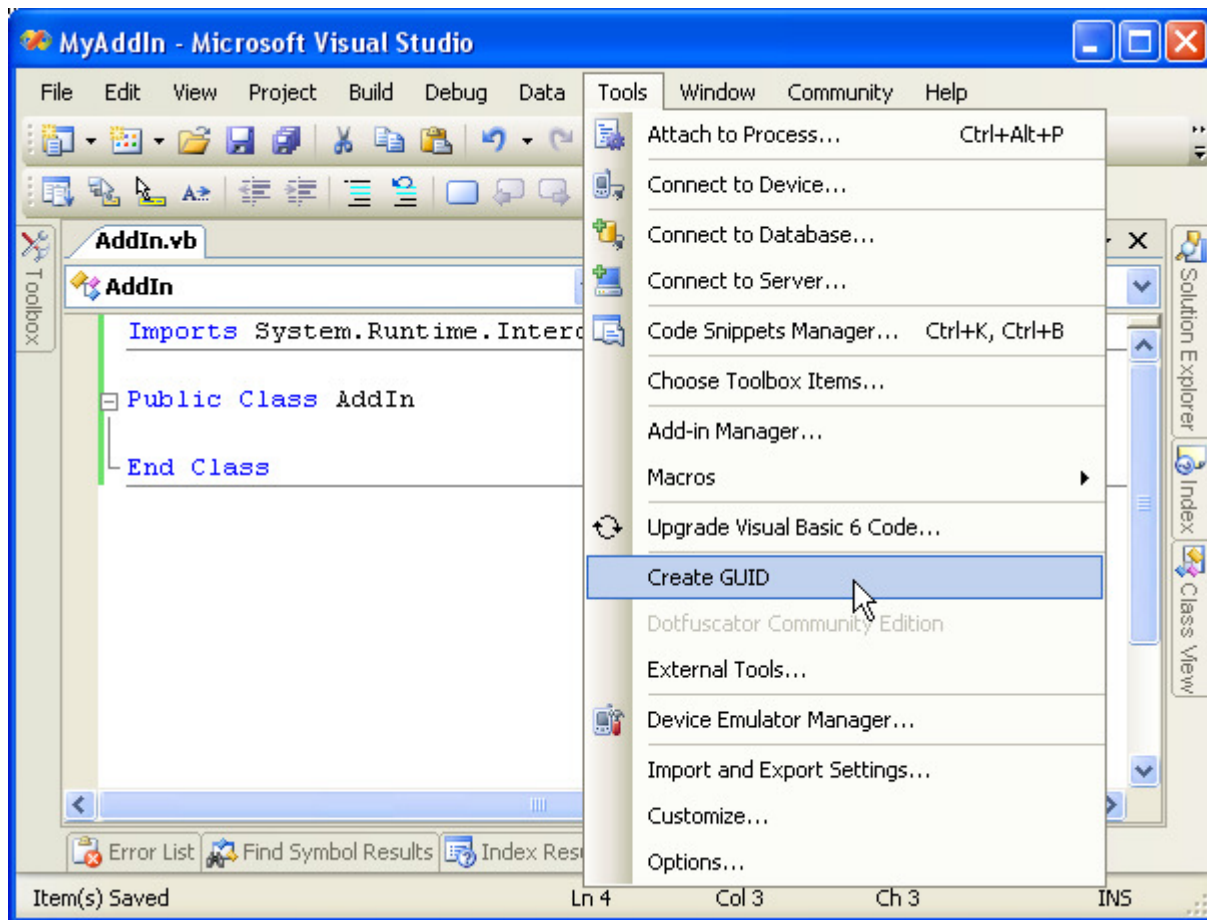 MyAddIn - Microsoft Visual Studio
File Edit View Project Build Debug Data Tools Window Community Help
Attach to Process... Ctrl+Alt+P
Connect to Device...
Connect to Database...
Connect to Server...
Code Snippets Manager... Ctrl+K, Ctrl+B
Choose Toolbox Items...
Add-in Manager...
Macros
Upgrade Visual Basic 6 Code...
Create GUID
Dotfuscator Community Edition
External Tools...
Device Emulator Manager...
Import and Export Settings...
Customize...
Options...
Toolbox
AddIn.vb
AddIn
Imports System.Runtime.Intero
Public Class AddIn
End Class
Solution Explorer
Index
Class View
Error List Find Symbol Results Index Resu
Item(s) Saved Ln 4 Col 3 Ch 3 INS